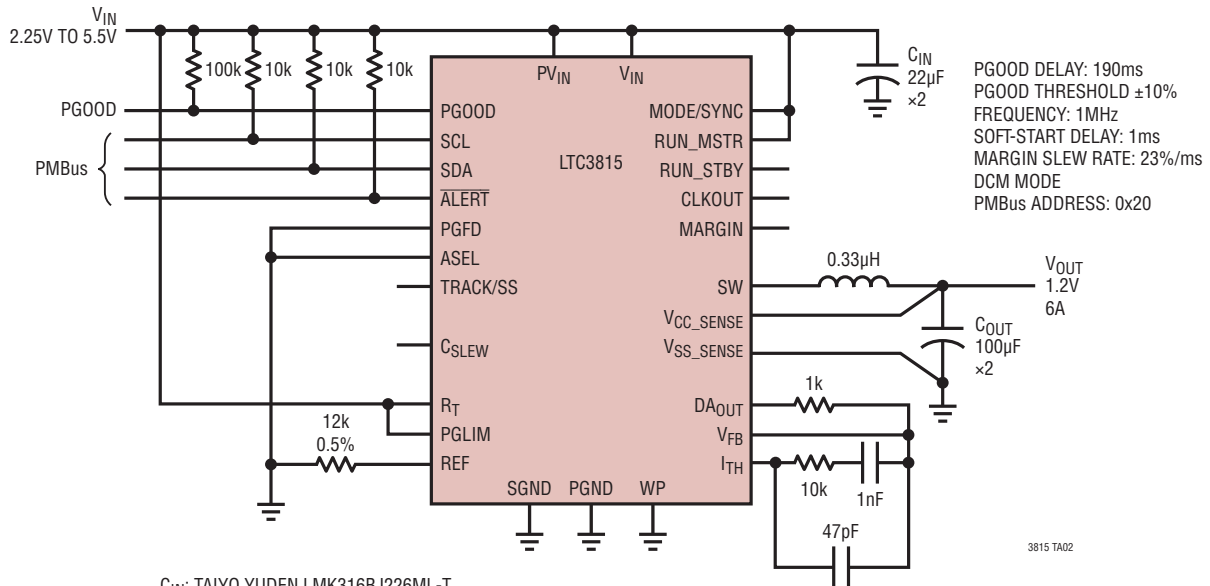 V_IN
2.25V TO 5.5V
100k
10k
10k
10k
PGOOD
PMBus
PV_IN
V_IN
LTC3815
PGOOD
SCL
SDA
ALERT
PGFD
ASEL
TRACK/SS
C_SLEW
R_T
PGLIM
REF
12k
0.5%
SGND
PGND
WP
MODE/SYNC
RUN_MSTR
RUN_STBY
CLKOUT
MARGIN
SW
V_CC_SENSE
V_SS_SENSE
DA_OUT
V_FB
I_TH
C_IN
22µF
×2
PGOOD DELAY: 190ms
PGOOD THRESHOLD ±10%
FREQUENCY: 1MHz
SOFT-START DELAY: 1ms
MARGIN SLEW RATE: 23%/ms
DCM MODE
PMBus ADDRESS: 0x20
0.33µH
V_OUT
1.2V
6A
C_OUT
100µF
×2
1k
10k
1nF
47pF
3815 TA02
C_IN: TAIYO YUDEN LMK316BJ226ML-T